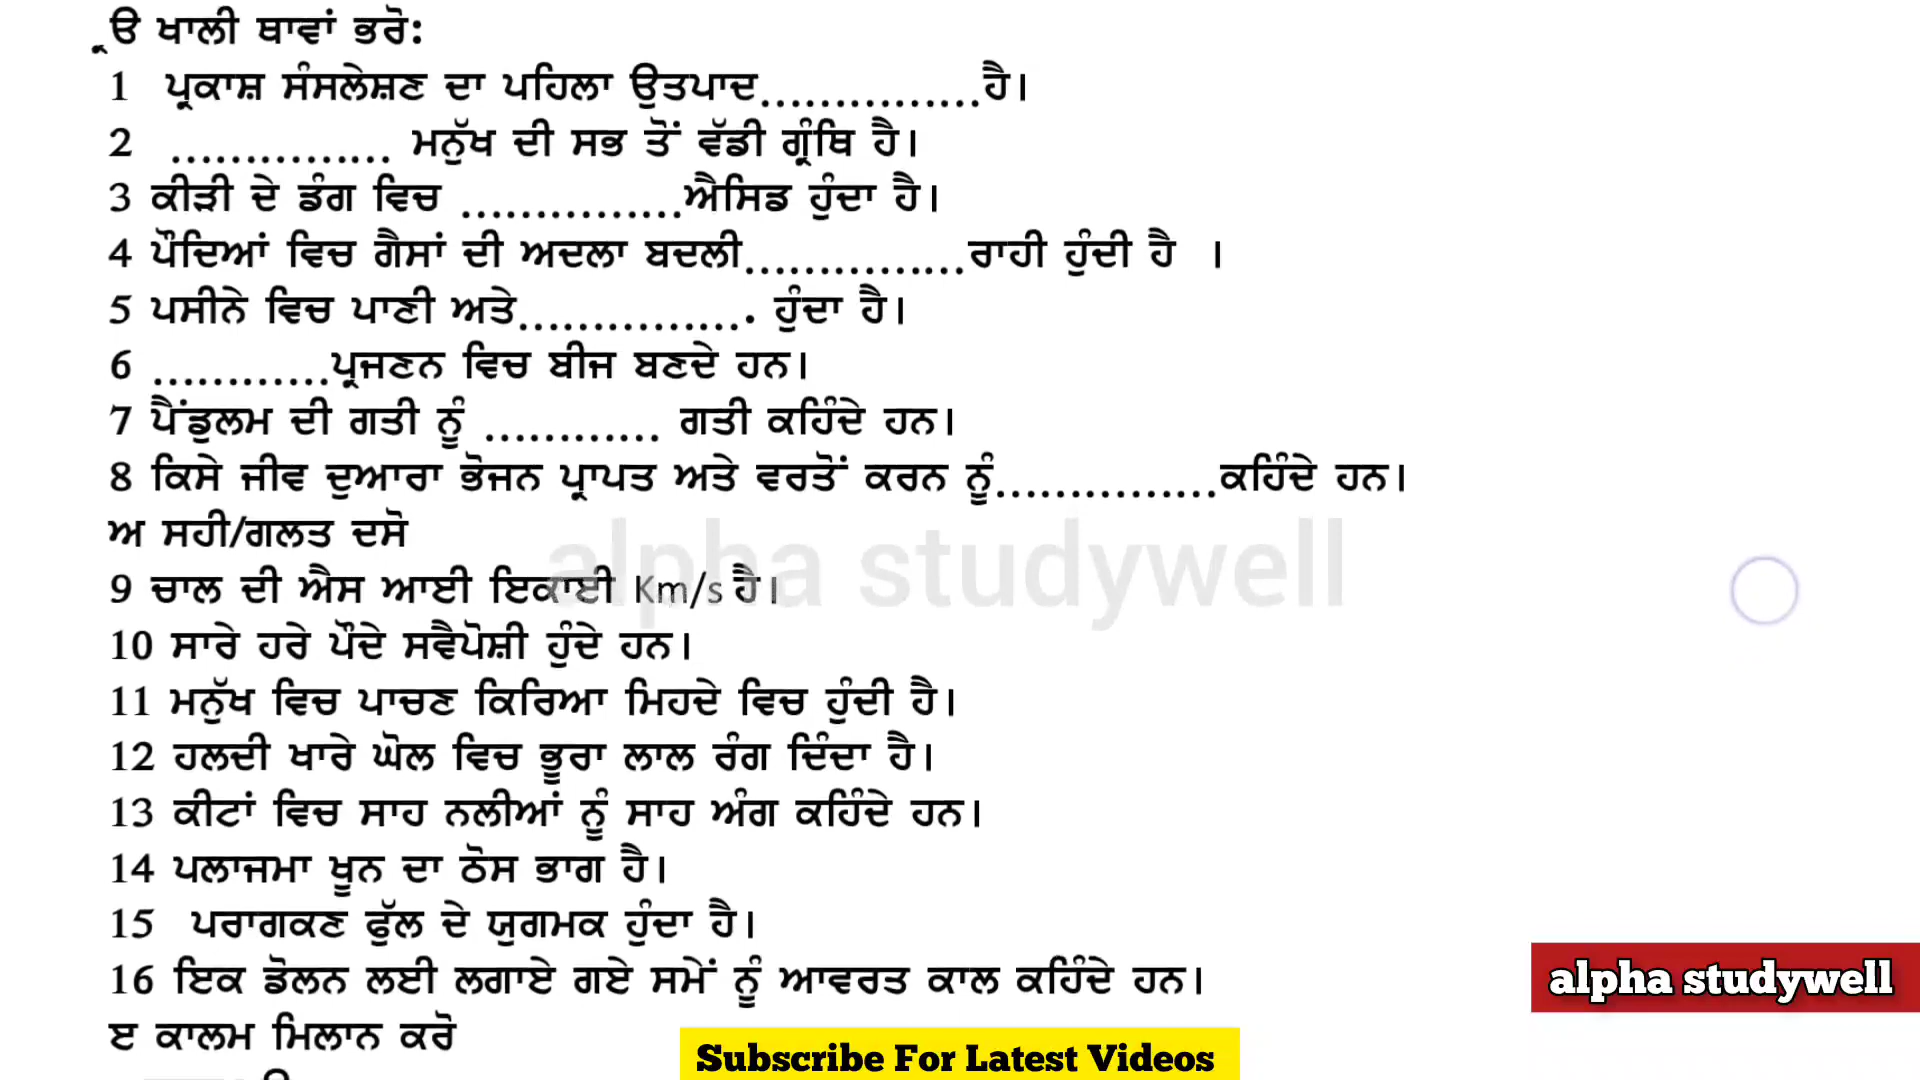 ੳ ਖਾਲੀ ਥਾਵਾਂ ਭਰੋ:
1 ਪ੍ਰਕਾਸ਼ ਸੰਸਲੇਸ਼ਣ ਦਾ ਪਹਿਲਾ ਉਤਪਾਦ...............ਹੈ।
2 ............... ਮਨੁੱਖ ਦੀ ਸਭ ਤੋਂ ਵੱਡੀ ਗ੍ਰੰਥਿ ਹੈ।
3 ਕੀੜੀ ਦੇ ਡੰਗ ਵਿਚ ...............ਐਸਿਡ ਹੁੰਦਾ ਹੈ।
4 ਪੌਦਿਆਂ ਵਿਚ ਗੈਸਾਂ ਦੀ ਅਦਲਾ ਬਦਲੀ...............ਰਾਹੀ ਹੁੰਦੀ ਹੈ ।
5 ਪਸੀਨੇ ਵਿਚ ਪਾਣੀ ਅਤੇ................ ਹੁੰਦਾ ਹੈ।
6 ............ਪ੍ਰਜਣਨ ਵਿਚ ਬੀਜ ਬਣਦੇ ਹਨ।
7 ਪੈਂਡੁਲਮ ਦੀ ਗਤੀ ਨੂੰ ............ ਗਤੀ ਕਹਿੰਦੇ ਹਨ।
8 ਕਿਸੇ ਜੀਵ ਦੁਆਰਾ ਭੋਜਨ ਪ੍ਰਾਪਤ ਅਤੇ ਵਰਤੋਂ ਕਰਨ ਨੂੰ...............ਕਹਿੰਦੇ ਹਨ।
ਅ ਸਹੀ/ਗਲਤ ਦਸੋ
alpha studywell
9 ਚਾਲ ਦੀ ਐਸ ਆਈ ਇਕਾਈ Km/s ਹੈ।
10 ਸਾਰੇ ਹਰੇ ਪੌਦੇ ਸਵੈਪੋਸ਼ੀ ਹੁੰਦੇ ਹਨ।
11 ਮਨੁੱਖ ਵਿਚ ਪਾਚਣ ਕਿਰਿਆ ਮਿਹਦੇ ਵਿਚ ਹੁੰਦੀ ਹੈ।
12 ਹਲਦੀ ਖਾਰੇ ਘੋਲ ਵਿਚ ਭੂਰਾ ਲਾਲ ਰੰਗ ਦਿੰਦਾ ਹੈ।
13 ਕੀਟਾਂ ਵਿਚ ਸਾਹ ਨਲੀਆਂ ਨੂੰ ਸਾਹ ਅੰਗ ਕਹਿੰਦੇ ਹਨ।
14 ਪਲਾਜਮਾ ਖੂਨ ਦਾ ਠੋਸ ਭਾਗ ਹੈ।
15 ਪਰਾਗਕਣ ਫੁੱਲ ਦੇ ਯੁਗਮਕ ਹੁੰਦਾ ਹੈ।
16 ਇਕ ਡੋਲਨ ਲਈ ਲਗਾਏ ਗਏ ਸਮੇਂ ਨੂੰ ਆਵਰਤ ਕਾਲ ਕਹਿੰਦੇ ਹਨ।
alpha studywell
ੲ ਕਾਲਮ ਮਿਲਾਨ ਕਰੋ
Subscribe For Latest Videos